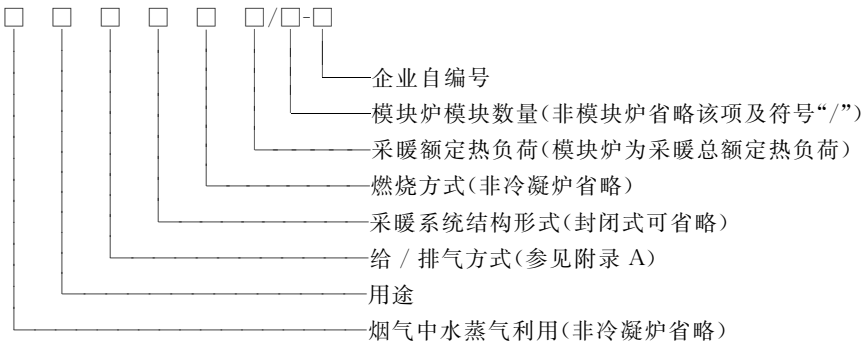 □ □ □ □ □ □/□-□
企业自编号
模块炉模块数量(非模块炉省略该项及符号“/”)
采暖额定热负荷(模块炉为采暖总额定热负荷)
燃烧方式(非冷凝炉省略)
采暖系统结构形式(封闭式可省略)
给/排气方式(参见附录 A)
用途
烟气中水蒸气利用(非冷凝炉省略)